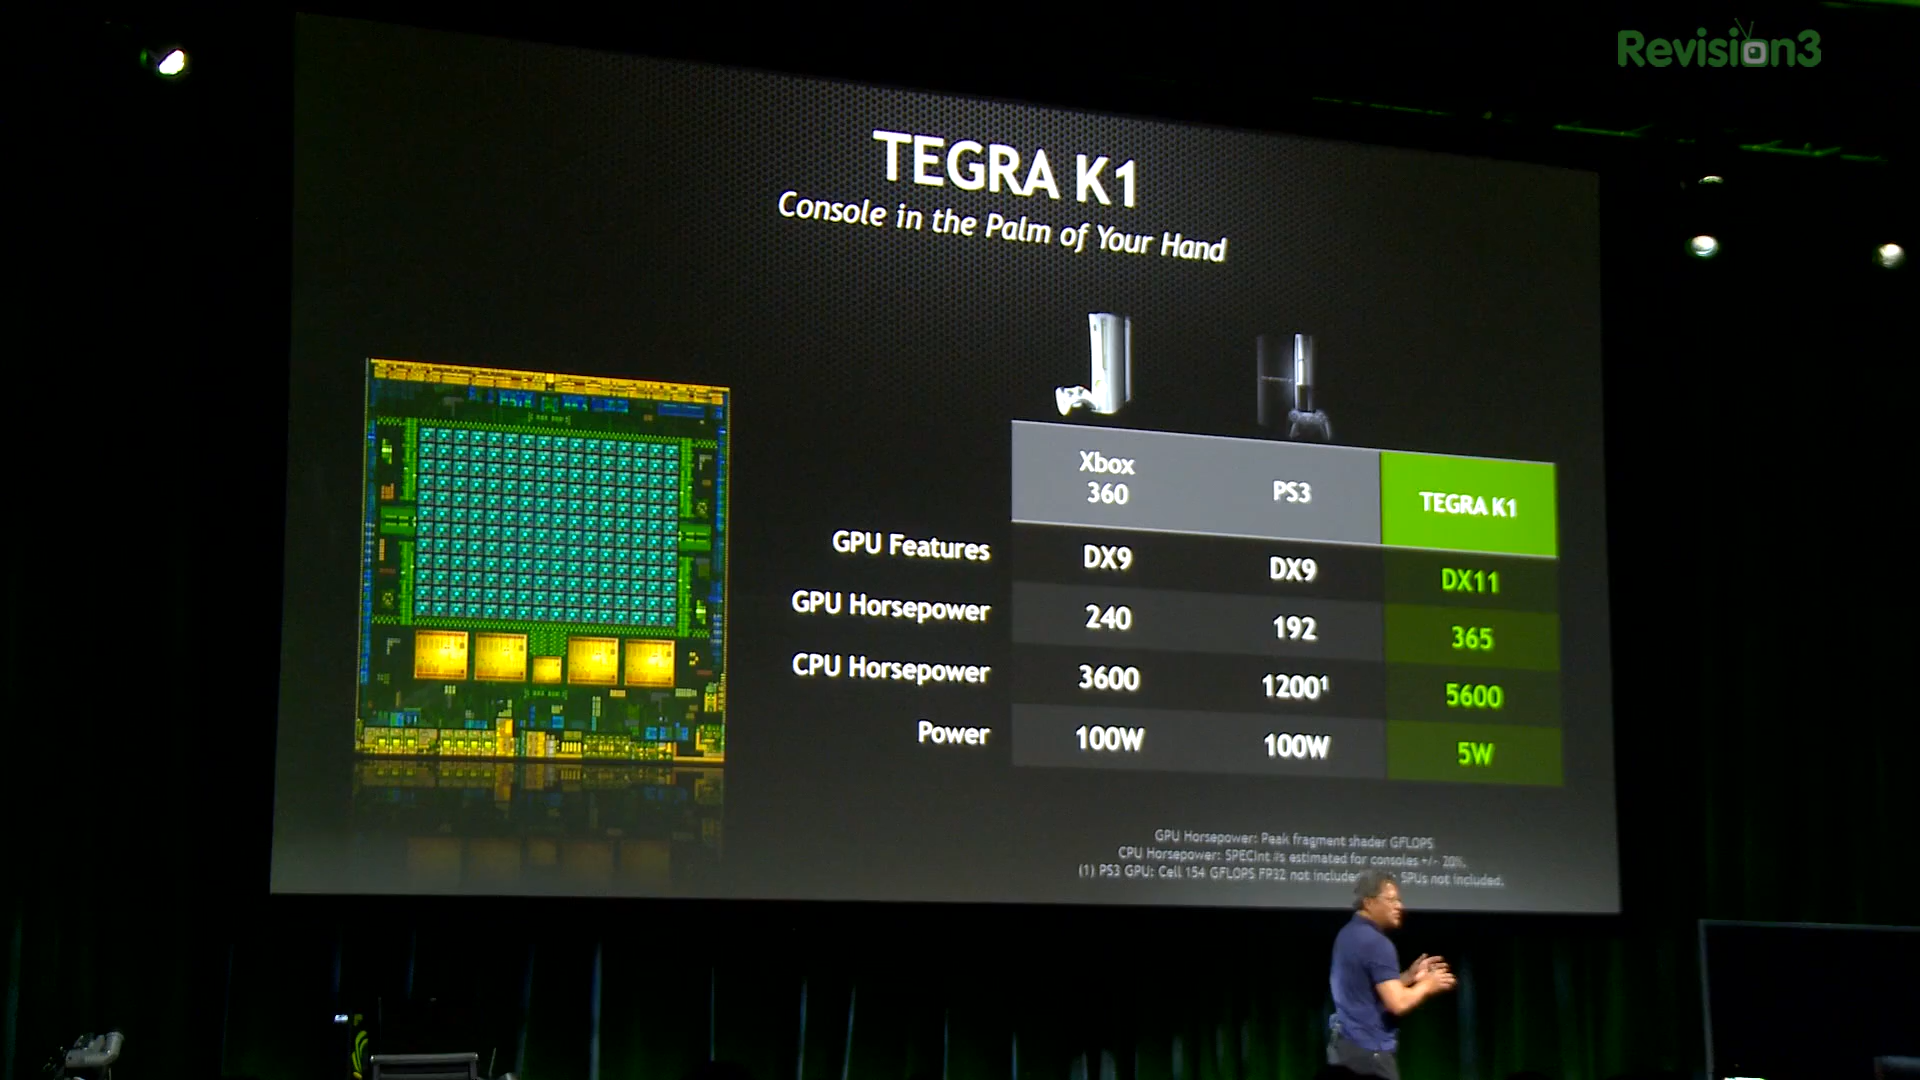 Revision3
TEGRA K1
Console in the Palm of Your Hand
Xbox
360
PS3
TEGRA K1
GPU Features
DX9
DX9
DX11
GPU Horsepower
240
192
365
CPU Horsepower
3600
1200¹
5600
Power
100W
100W
5W
GPU Horsepower: Peak fragment shader GFLOPS
CPU Horsepower: SPECint #s estimated for consoles +/- 20%.
(1) PS3 GPU: Cell 154 GFLOPS FP32 not include SPUs not included.